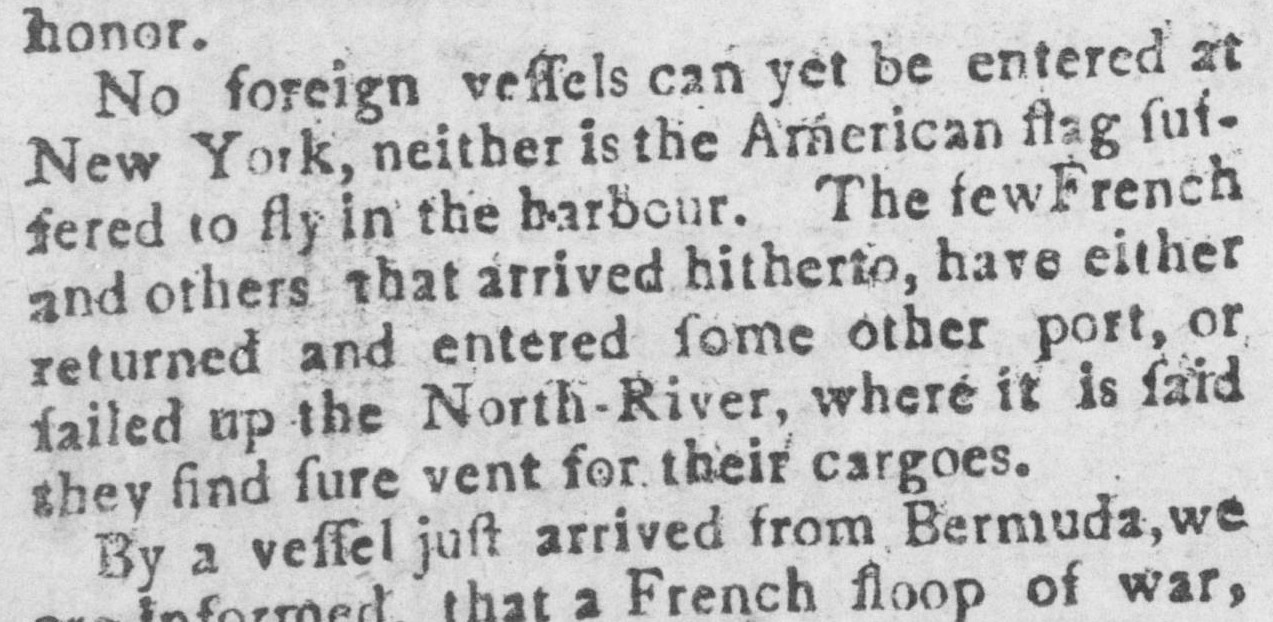 honor.
No foreign veſſels can yet be entered at
New York, neither is the American flag ſuf-
fered to fly in the harbour. The few French
and others that arrived hitherto, have either
returned and entered ſome other port, or
ſailed up the North-River, where it is ſaid
they find ſure vent for their cargoes.
By a veſſel juſt arrived from Bermuda, we
are informed, that a French ſloop of war,